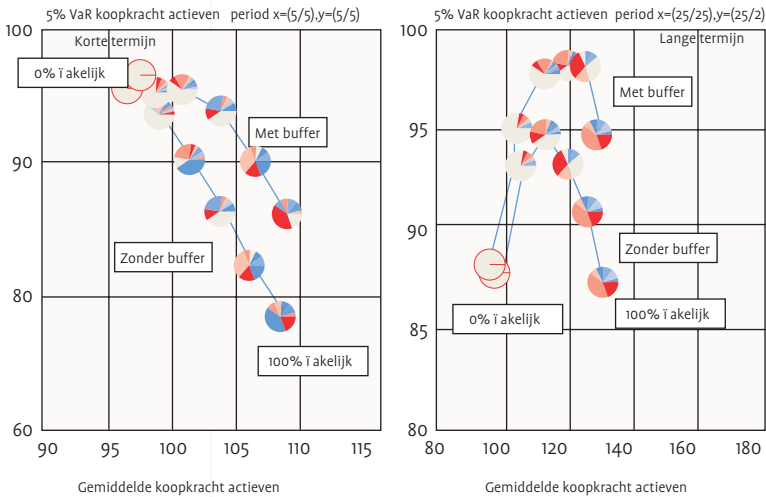 5% VaR koopkracht actieven period x=(5/5),y=(5/5)
Korte termijn
0% ï akelijk
Met buffer
Zonder buffer
100% ï akelijk
100
90
80
60
90 95 100 105 110 115
Gemiddelde koopkracht actieven
5% VaR koopkracht actieven period x=(25/25),y=(25/2)
Lange termijn
Met buffer
Zonder buffer
0% ï akelijk
100% ï akelijk
100
95
90
85
80
80 100 120 140 160 180
Gemiddelde koopkracht actieven